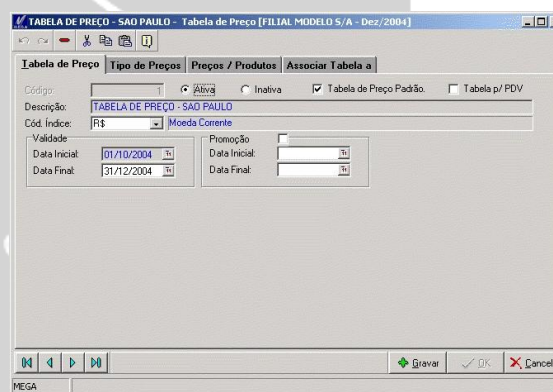 MEGA TABELA DE PREÇO - SAO PAULO - Tabela de Preço [FILIAL MODELO S/A - Dez/2004]
Tabela de Preço Tipo de Preços Preços / Produtos Associar Tabela a
Código: 1 Ativa Inativa Tabela de Preço Padrão. Tabela p/ PDV
Descrição: TABELA DE PREÇO - SAO PAULO
Cód. Índice: R$ Moeda Corrente
Validade Promoção
Data Inicial: 01/10/2004 Data Inicial:
Data Final: 31/12/2004 Data Final:
Gravar OK Cancel
MEGA